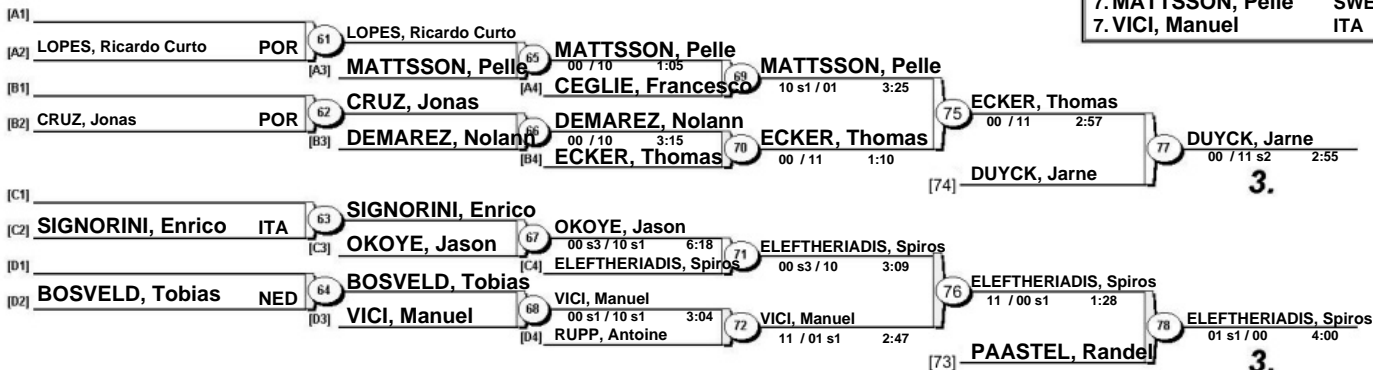 7. MATTSSON, Pelle SWE
7. VICI, Manuel ITA
[A1]
[A2] LOPES, Ricardo Curto POR
61
LOPES, Ricardo Curto
[A3] MATTSSON, Pelle
65
MATTSSON, Pelle
00 / 10 1:05
[A4] CEGLIE, Francesco
69
MATTSSON, Pelle
10 s1 / 01 3:25
[B1]
[B2] CRUZ, Jonas POR
62
CRUZ, Jonas
[B3] DEMAREZ, Nolann
66
DEMAREZ, Nolann
00 / 10 3:15
[B4] ECKER, Thomas
70
ECKER, Thomas
00 / 11 1:10
75
ECKER, Thomas
00 / 11 2:57
[74] DUYCK, Jarne
77
DUYCK, Jarne
00 / 11 s2 2:55
3.
[C1]
[C2] SIGNORINI, Enrico ITA
63
SIGNORINI, Enrico
[C3] OKOYE, Jason
67
OKOYE, Jason
00 s3 / 10 s1 6:18
[C4] ELEFTHERIADIS, Spiros
71
ELEFTHERIADIS, Spiros
00 s3 / 10 3:09
[D1]
[D2] BOSVELD, Tobias NED
64
BOSVELD, Tobias
[D3] VICI, Manuel
68
VICI, Manuel
00 s1 / 10 s1 3:04
[D4] RUPP, Antoine
72
VICI, Manuel
11 / 01 s1 2:47
76
ELEFTHERIADIS, Spiros
11 / 00 s1 1:28
[73] PAASTEL, Randel
78
ELEFTHERIADIS, Spiros
01 s1 / 00 4:00
3.